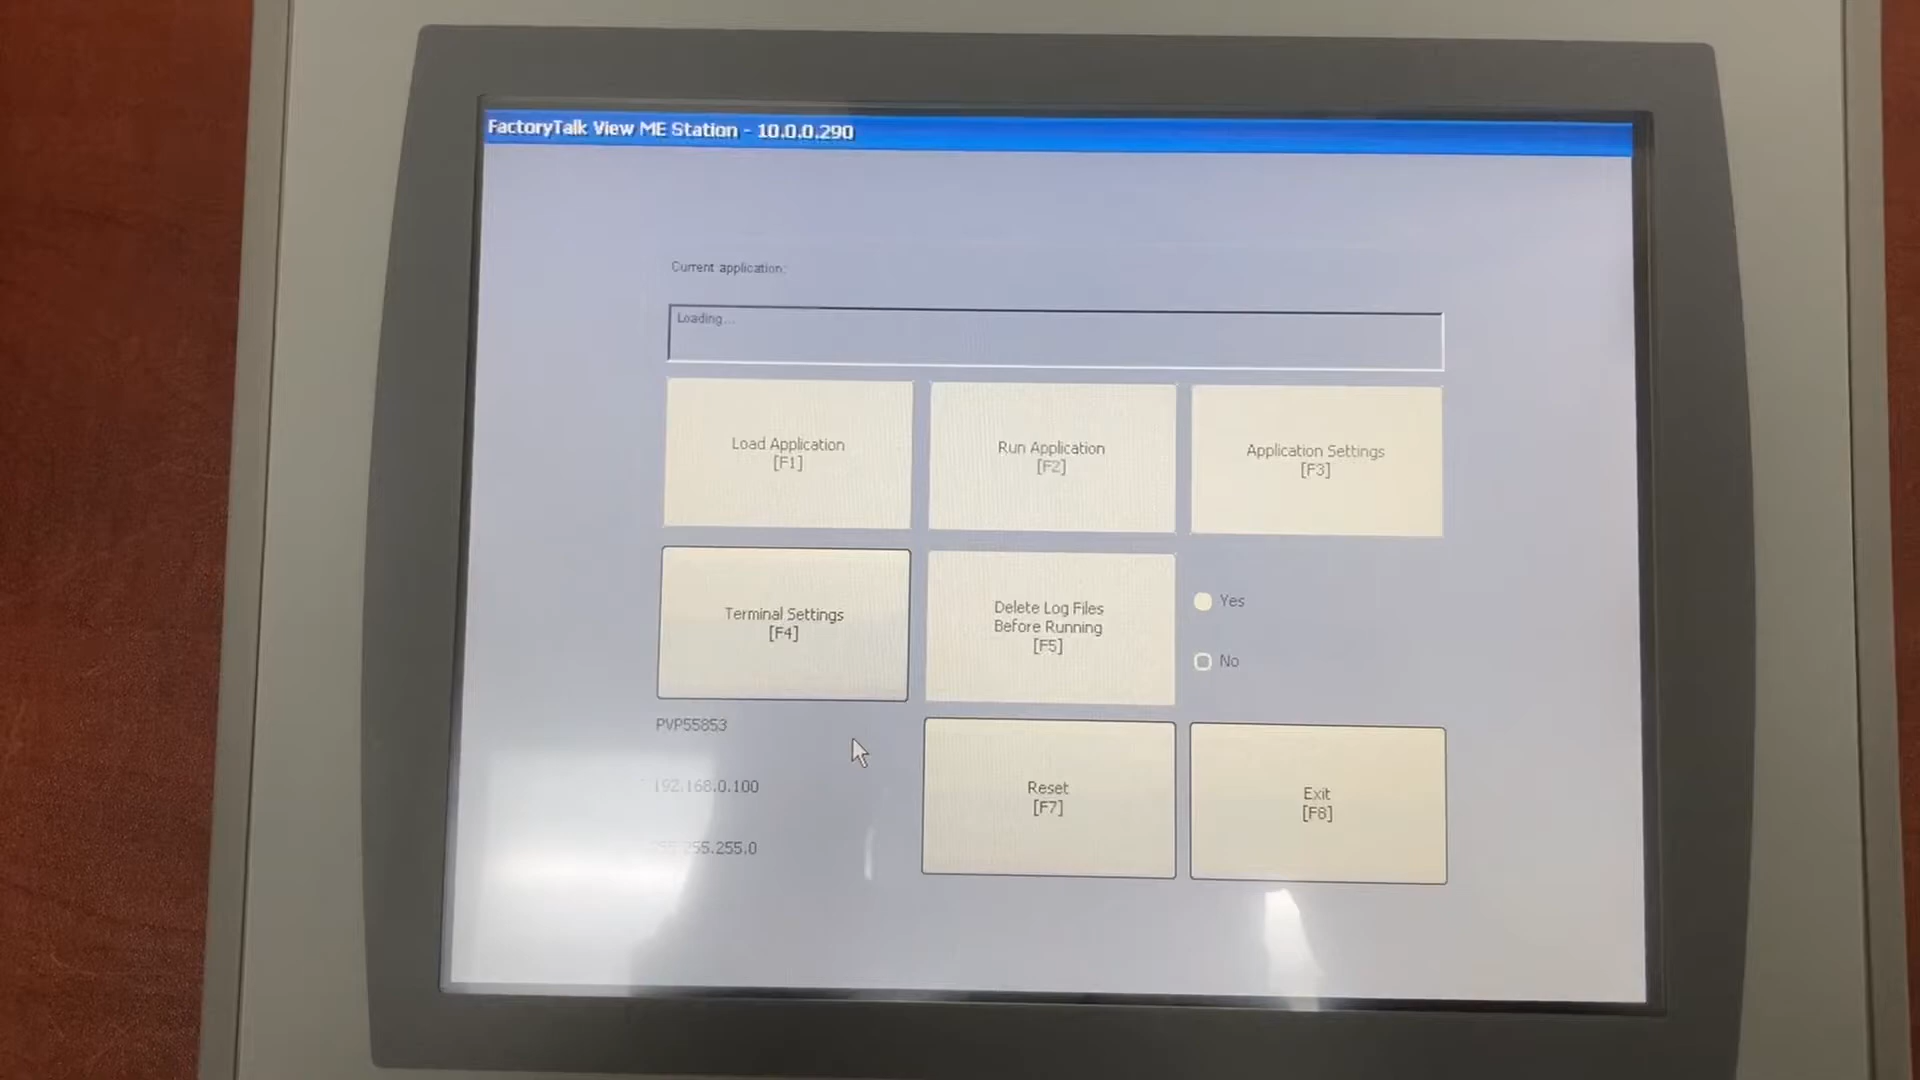 FactoryTalk View ME Station - 10.0.0.290
Current application:
Loading...
Load Application
[F1]
Run Application
[F2]
Application Settings
[F3]
Terminal Settings
[F4]
Delete Log Files
Before Running
[F5]
Yes
No
PVP55853
192.168.0.100
255.255.0
Reset
[F7]
Exit
[F8]